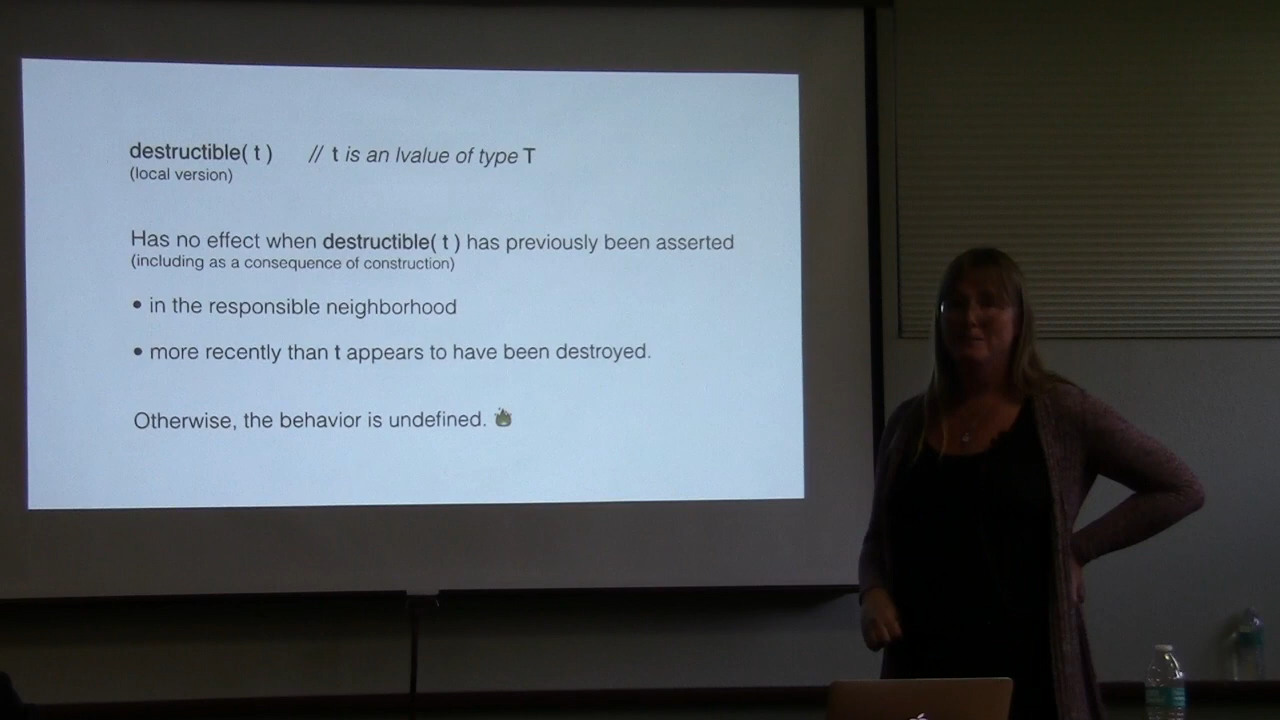 destructible( t ) // t is an lvalue of type T
(local version)
Has no effect when destructible( t ) has previously been asserted
(including as a consequence of construction)
• in the responsible neighborhood
• more recently than t appears to have been destroyed.
Otherwise, the behavior is undefined.